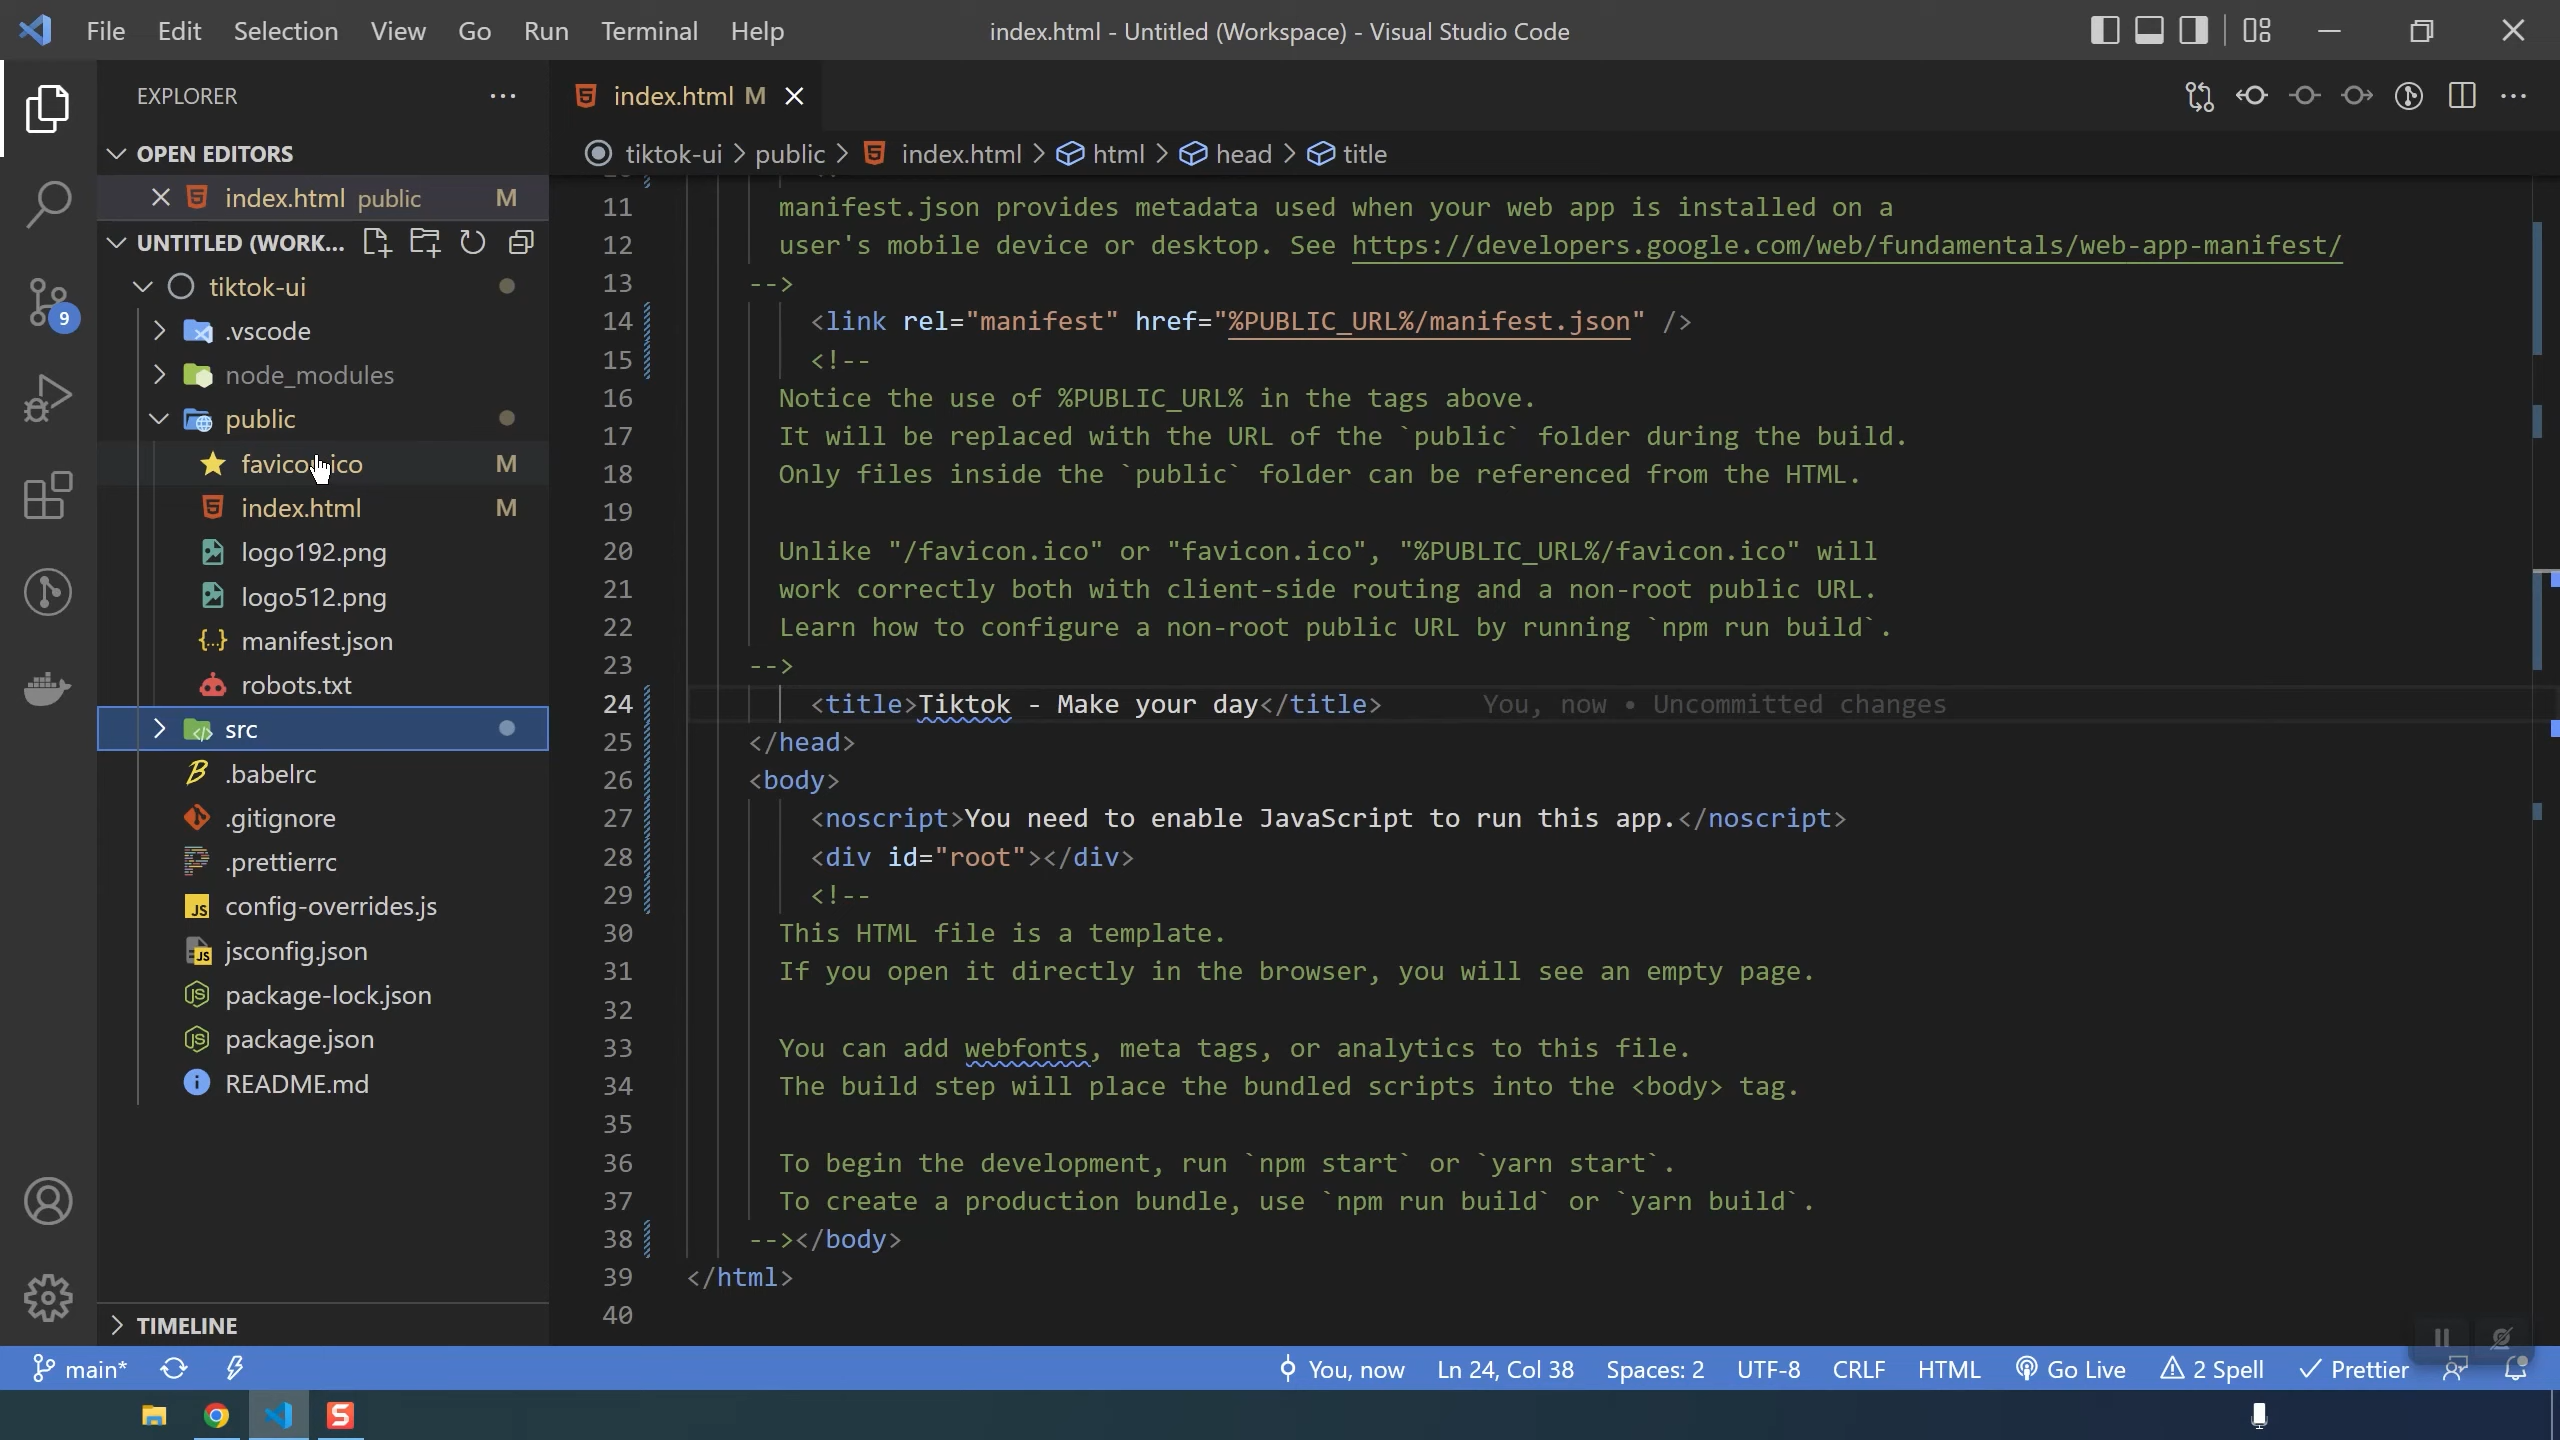 File Edit Selection View Go Run Terminal Help
index.html - Untitled (Workspace) - Visual Studio Code
EXPLORER
OPEN EDITORS
index.html public M
UNTITLED (WORK...
tiktok-ui
.vscode
node_modules
public
favicon.ico M
index.html M
logo192.png
logo512.png
manifest.json
robots.txt
src
.babelrc
.gitignore
.prettierrc
config-overrides.js
jsconfig.json
package-lock.json
package.json
README.md
TIMELINE
9
index.html M
tiktok-ui > public > index.html > html > head > title
11 manifest.json provides metadata used when your web app is installed on a
12 user's mobile device or desktop. See https://developers.google.com/web/fundamentals/web-app-manifest/
13 -->
14 <link rel="manifest" href="%PUBLIC_URL%/manifest.json" />
15 <!--
16 Notice the use of %PUBLIC_URL% in the tags above.
17 It will be replaced with the URL of the `public` folder during the build.
18 Only files inside the `public` folder can be referenced from the HTML.
19
20 Unlike "/favicon.ico" or "favicon.ico", "%PUBLIC_URL%/favicon.ico" will
21 work correctly both with client-side routing and a non-root public URL.
22 Learn how to configure a non-root public URL by running `npm run build`.
23 -->
24 <title>Tiktok - Make your day</title> You, now • Uncommitted changes
25 </head>
26 <body>
27 <noscript>You need to enable JavaScript to run this app.</noscript>
28 <div id="root"></div>
29 <!--
30 This HTML file is a template.
31 If you open it directly in the browser, you will see an empty page.
32
33 You can add webfonts, meta tags, or analytics to this file.
34 The build step will place the bundled scripts into the <body> tag.
35
36 To begin the development, run `npm start` or `yarn start`.
37 To create a production bundle, use `npm run build` or `yarn build`.
38 --></body>
39 </html>
40
main* You, now Ln 24, Col 38 Spaces: 2 UTF-8 CRLF HTML Go Live 2 Spell Prettier